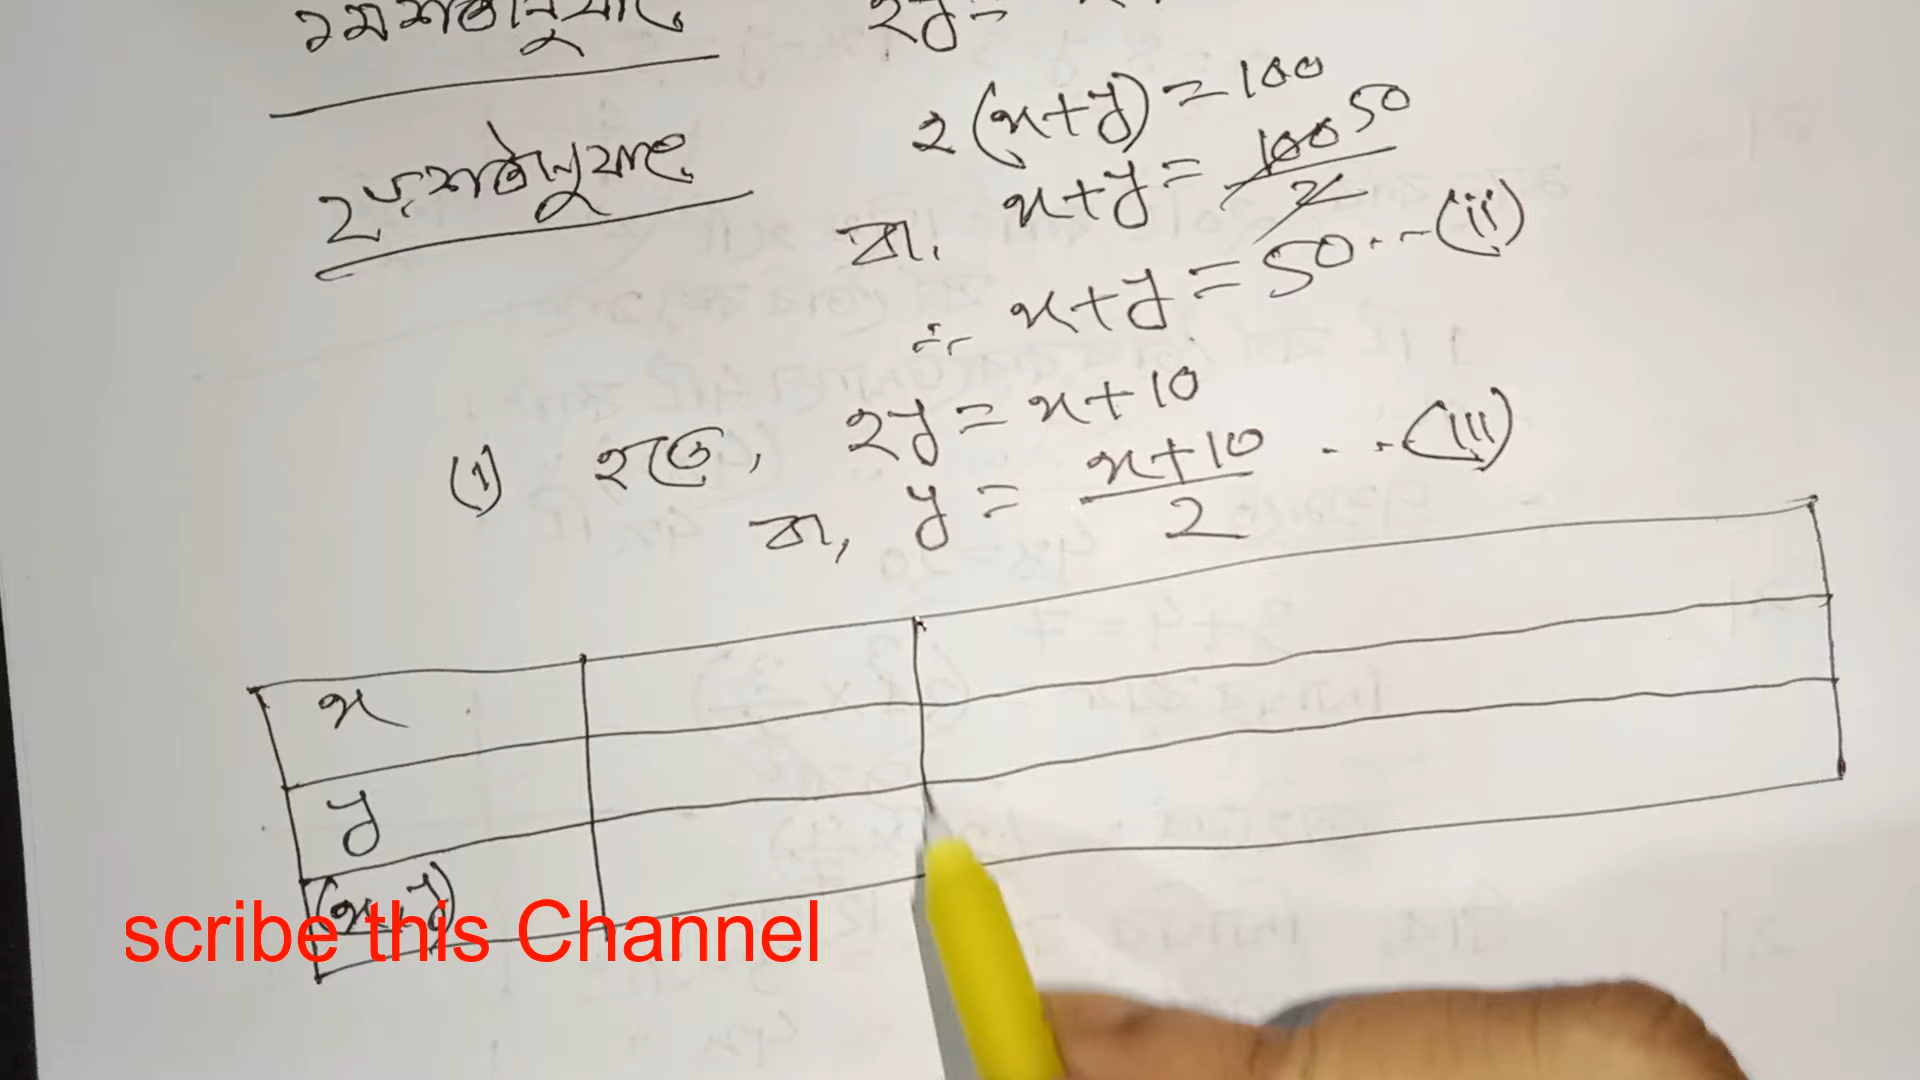 ১ম শর্তানুযায়ী
2y =
2(x+y) = 100
২য় শর্তানুযায়ী
বা, x+y = 100 50 / 2
∴ x+y = 50 ... (ii)
(i) হতে, 2y = x+10
বা, y = x+10 / 2 ... (iii)
x
y
(x+y)
scribe this Channel